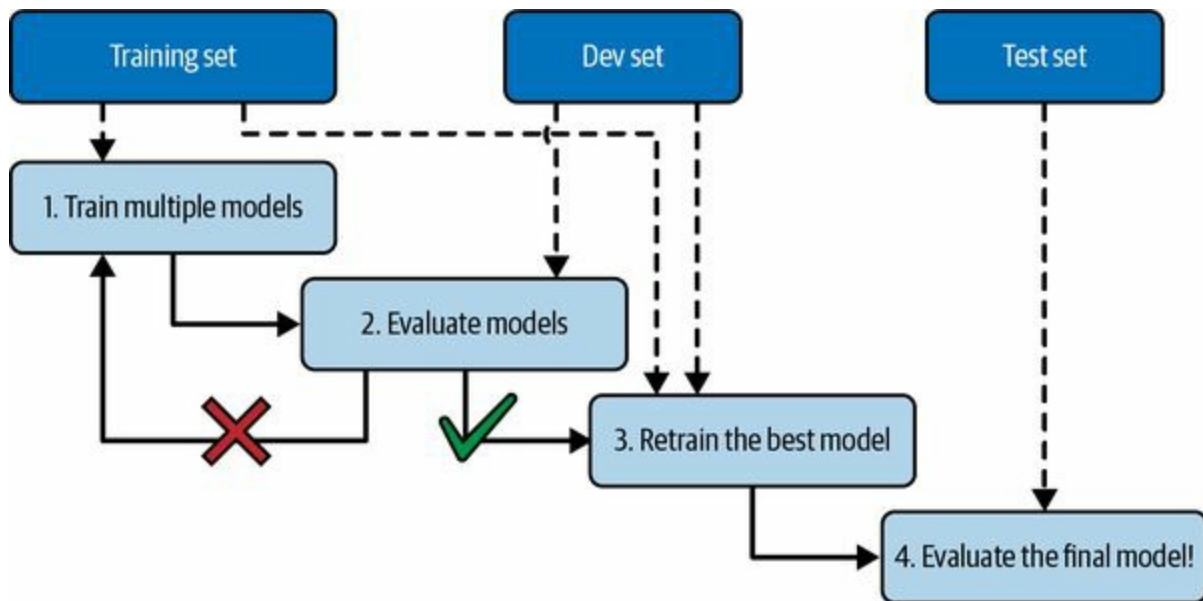 Training set
Dev set
Test set
1. Train multiple models
2. Evaluate models
3. Retrain the best model
4. Evaluate the final model!